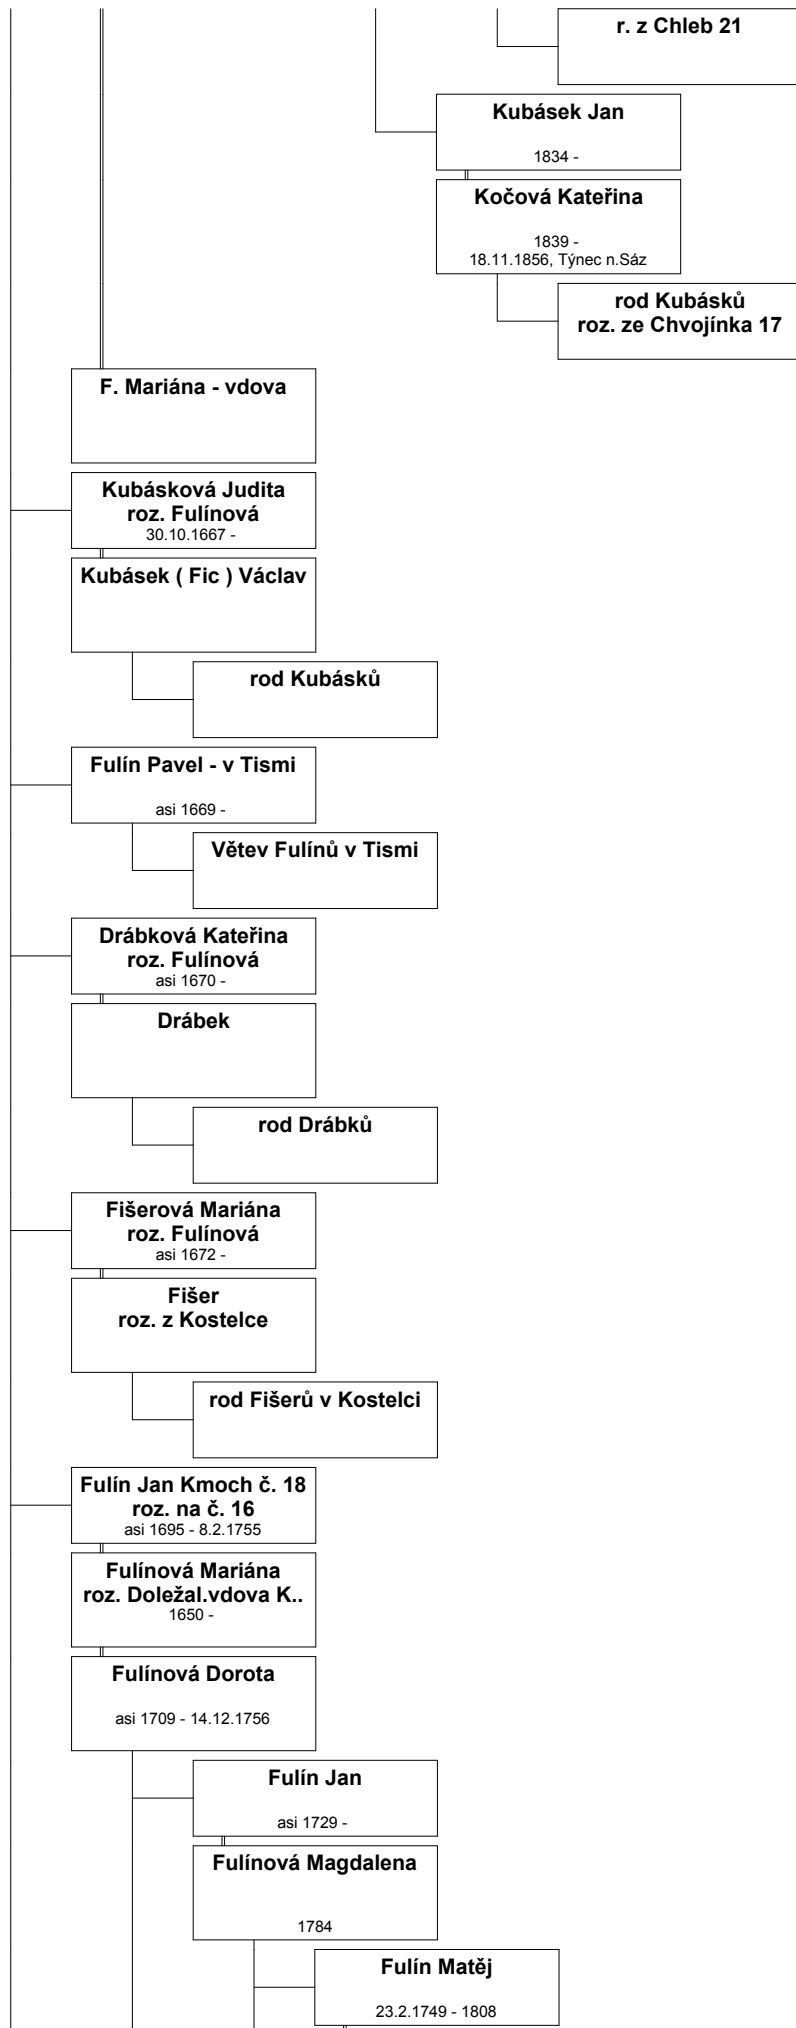 r. z Chleb 21
Kubásek Jan
1834 -
Kočová Kateřina
1839 -
18.11.1856, Týnec n.Sáz
rod Kubásků
roz. ze Chvojínka 17
F. Mariána - vdova
Kubásková Judita
roz. Fulínová
30.10.1667 -
Kubásek ( Fic ) Václav
rod Kubásků
Fulín Pavel - v Tismi
asi 1669 -
Větev Fulínů v Tismi
Drábková Kateřina
roz. Fulínová
asi 1670 -
Drábek
rod Drábků
Fišerová Mariána
roz. Fulínová
asi 1672 -
Fišer
roz. z Kostelce
rod Fišerů v Kostelci
Fulín Jan Kmoch č. 18
roz. na č. 16
asi 1695 - 8.2.1755
Fulínová Mariána
roz. Doležal.vdova K..
1650 -
Fulínová Dorota
asi 1709 - 14.12.1756
Fulín Jan
asi 1729 -
Fulínová Magdalena
1784
Fulín Matěj
23.2.1749 - 1808